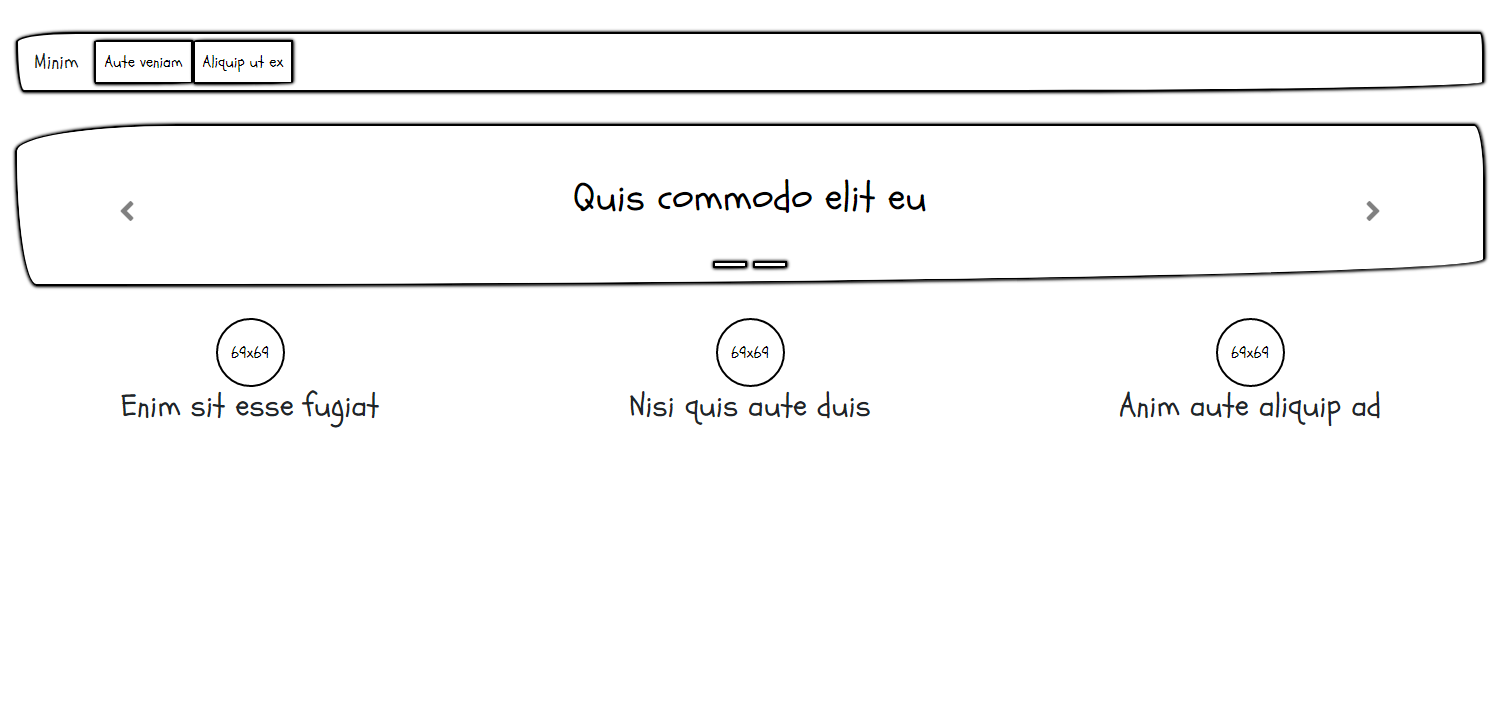 Minim Aute veniam Aliquip ut ex
Quis commodo elit eu
69x69 69x69 69x69
Enim sit esse fugiat Nisi quis aute duis Anim aute aliquip ad